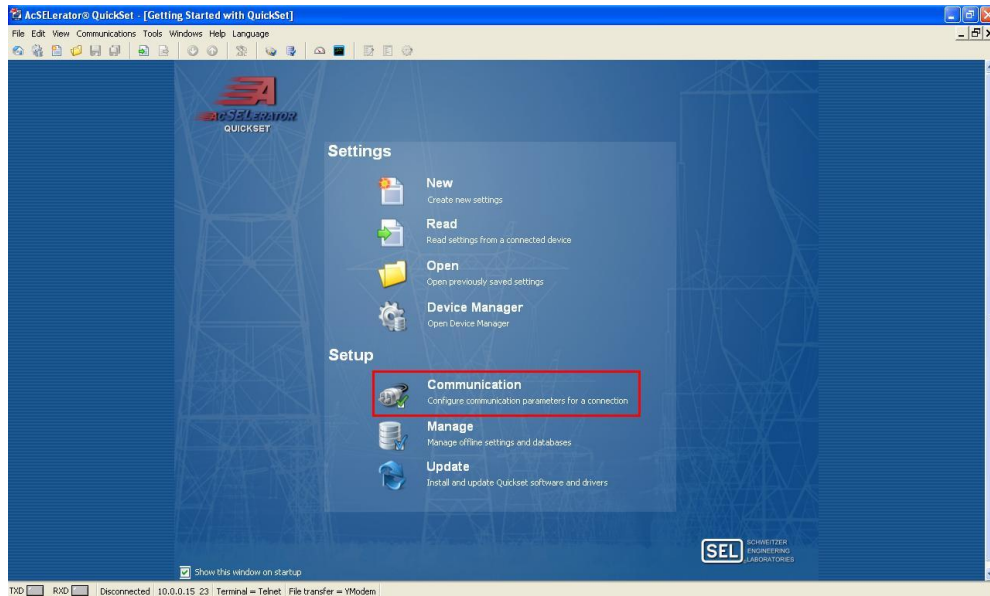 AcSELerator® QuickSet - [Getting Started with QuickSet]
File Edit View Communications Tools Windows Help Language
ACSELERATOR
QUICKSET
Settings
New
Create new settings
Read
Read settings from a connected device
Open
Open previously saved settings
Device Manager
Open Device Manager
Setup
Communication
Configure communication parameters for a connection
Manage
Manage offline settings and databases
Update
Install and update Quickset software and drivers
SEL
SCHWEITZER
ENGINEERING
LABORATORIES
Show this window on startup
TXD RXD Disconnected 10.0.0.15 23 Terminal = Telnet File transfer = YModem